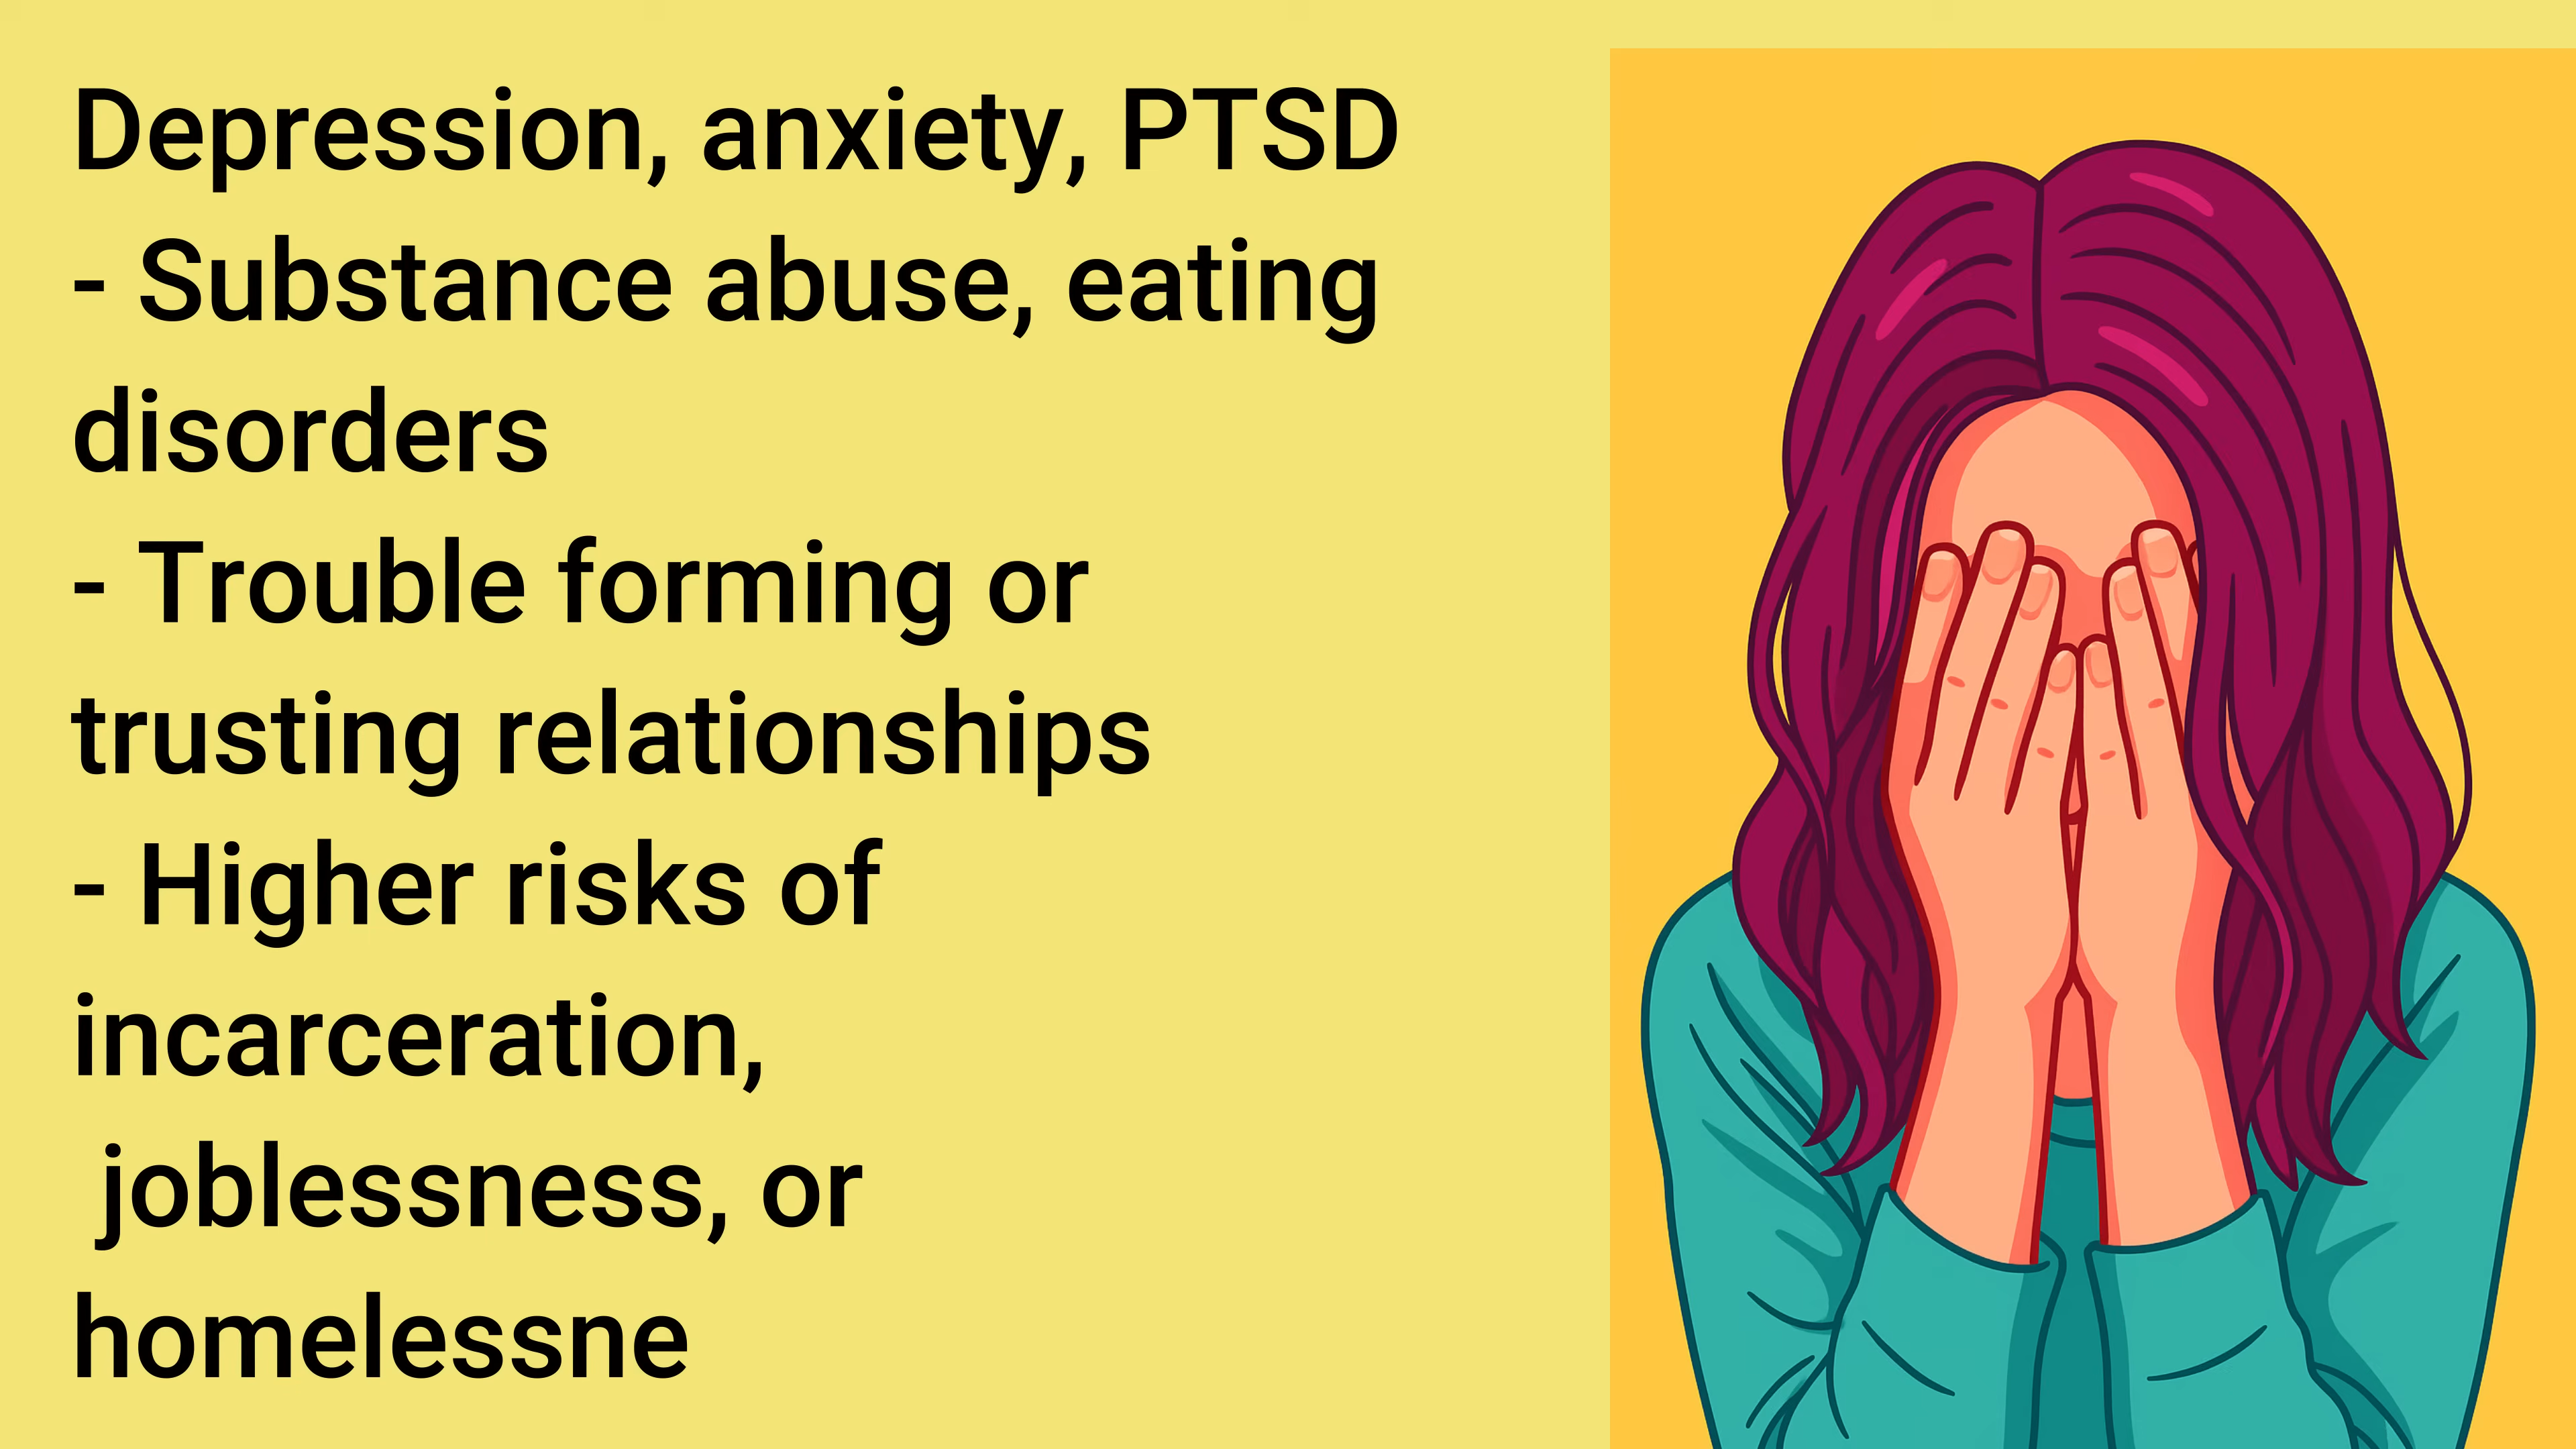 Depression, anxiety, PTSD
- Substance abuse, eating
disorders
- Trouble forming or
trusting relationships
- Higher risks of
incarceration,
joblessness, or
homelessne